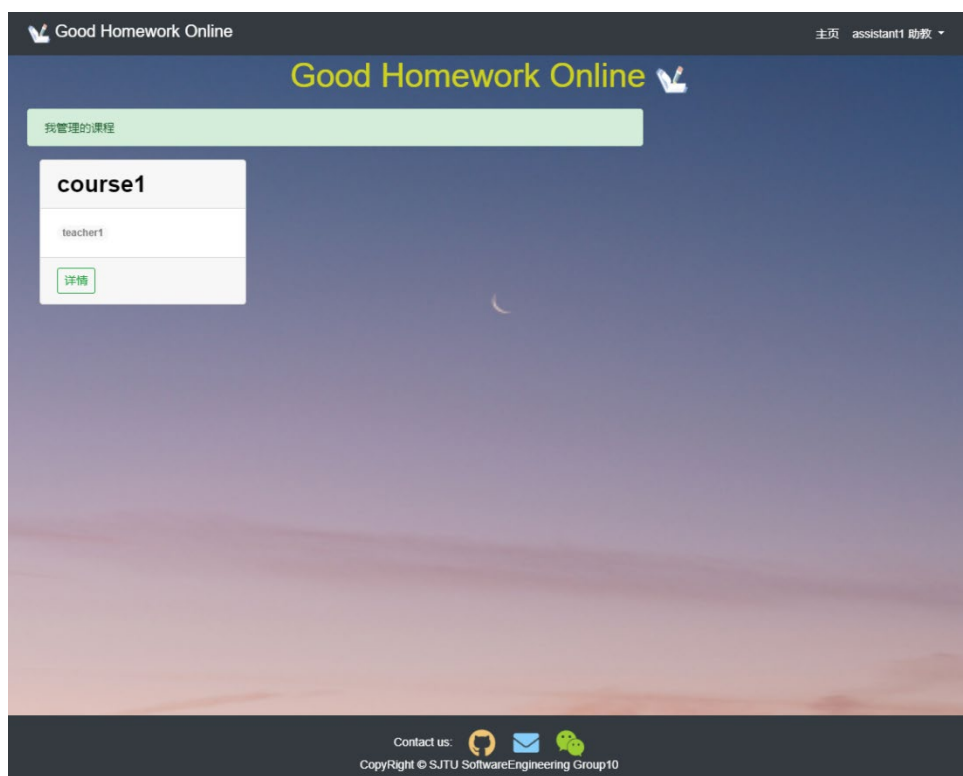 Good Homework Online
主页 assistant1 助教
Good Homework Online
我管理的课程
course1
teacher1
详情
Contact us:
CopyRight © SJTU SoftwareEngineering Group10